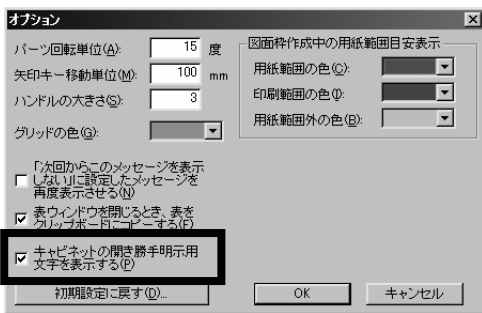 オプション
パーツ回転単位(A): 15 度
矢印キー移動単位(M): 100 mm
ハンドルの大きさ(S): 3
グリッドの色(G):
図面枠作成中の用紙範囲目安表示
用紙範囲の色(C):
印刷範囲の色(I):
用紙範囲外の色(B):
「次回からこのメッセージを表示
しない」に設定したメッセージを
再度表示させる(N)
表ウィンドウを閉じるとき、表を
クリップボードにコピーする(F)
キャビネットの開き勝手明示用
文字を表示する(P)
初期設定に戻す(D)...
OK
キャンセル